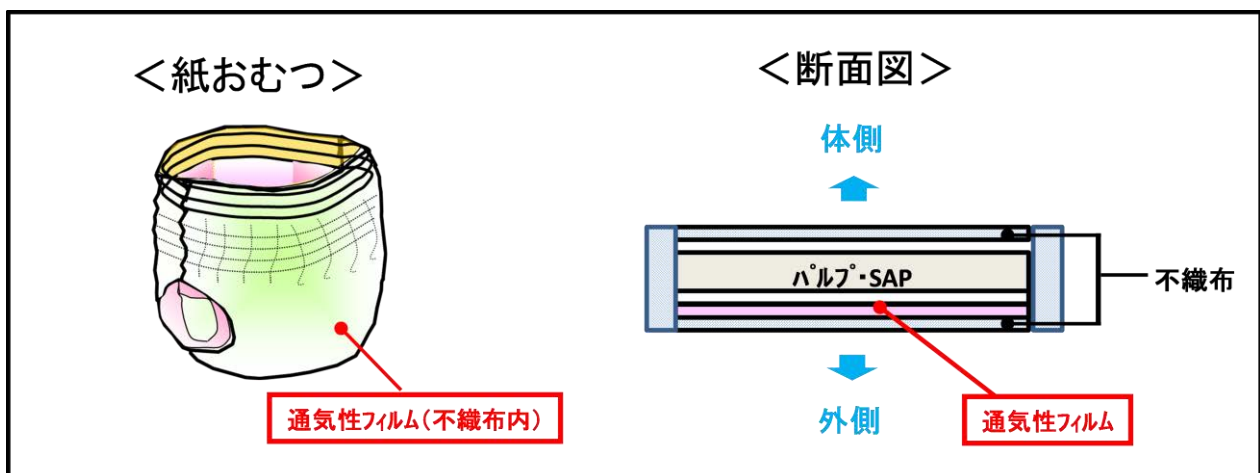 ＜紙おむつ＞
通気性フィルム(不織布内)
＜断面図＞
体側
パルプ・SAP
不織布
外側
通気性フィルム